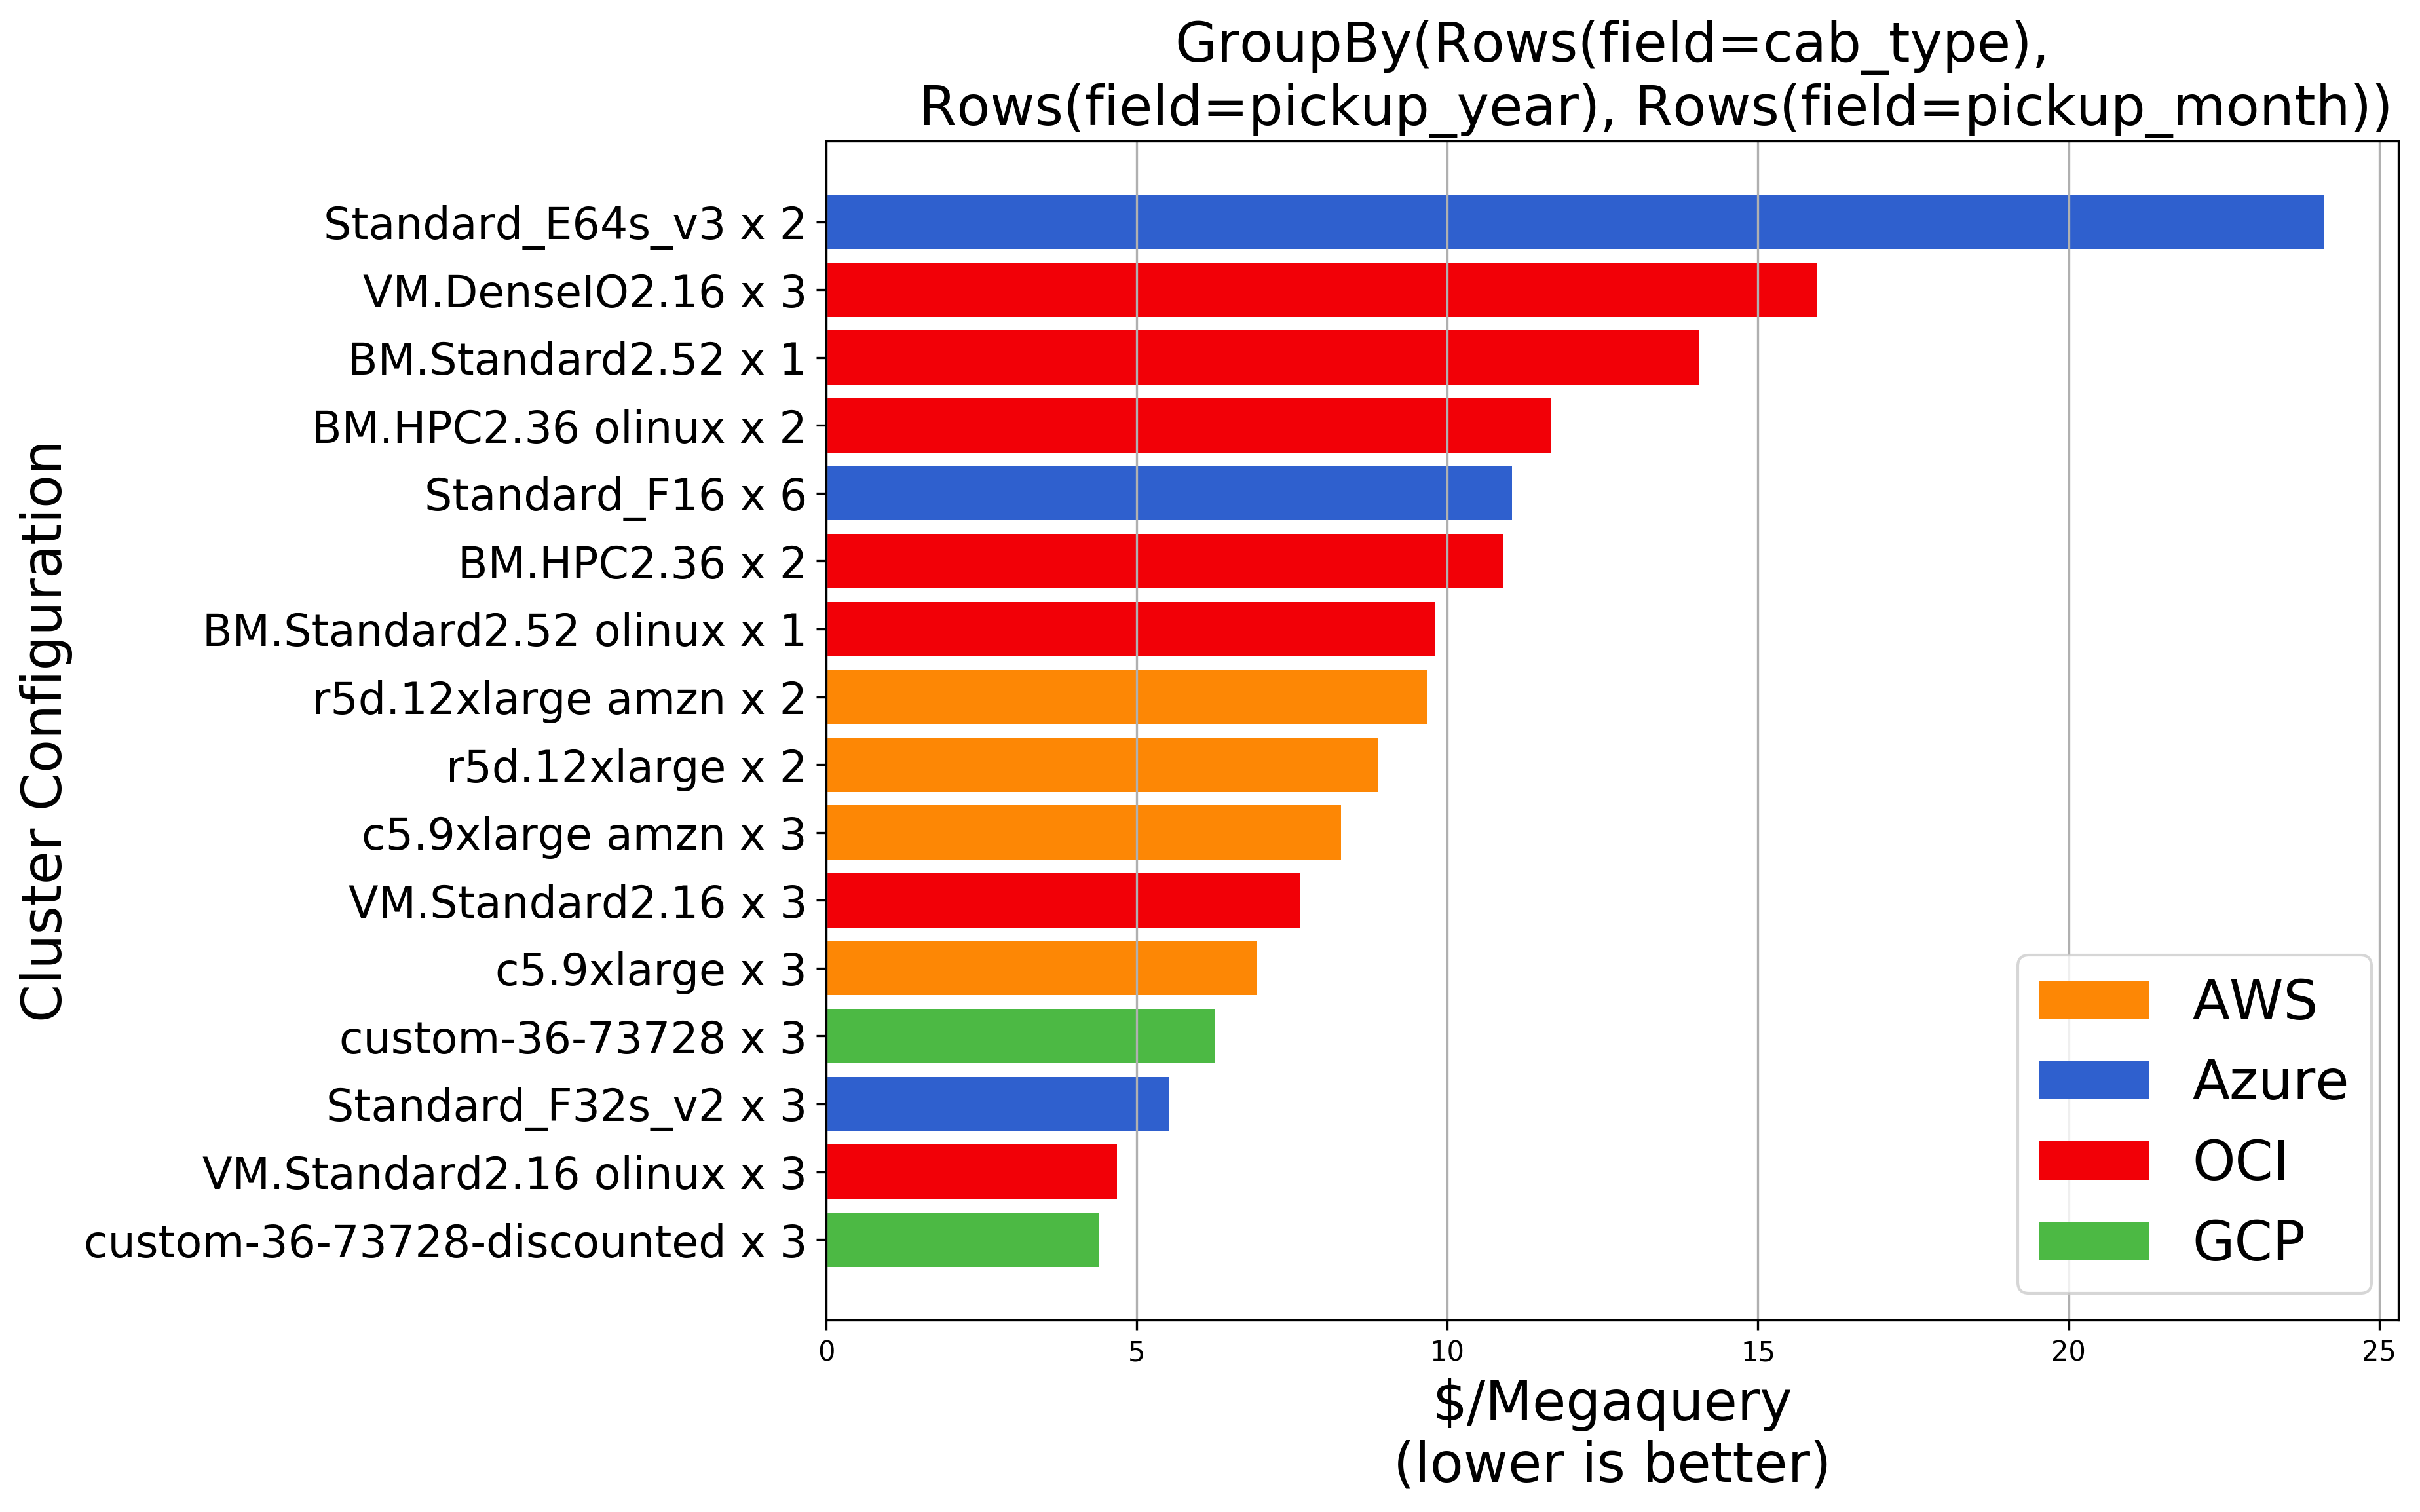 GroupBy(Rows(field=cab_type),
Rows(field=pickup_year), Rows(field=pickup_month))
Cluster Configuration
Standard_E64s_v3 x 2
VM.DenseIO2.16 x 3
BM.Standard2.52 x 1
BM.HPC2.36 olinux x 2
Standard_F16 x 6
BM.HPC2.36 x 2
BM.Standard2.52 olinux x 1
r5d.12xlarge amzn x 2
r5d.12xlarge x 2
c5.9xlarge amzn x 3
VM.Standard2.16 x 3
c5.9xlarge x 3
custom-36-73728 x 3
Standard_F32s_v2 x 3
VM.Standard2.16 olinux x 3
custom-36-73728-discounted x 3
AWS
Azure
OCI
GCP
0 5 10 15 20 25
$/Megaquery
(lower is better)